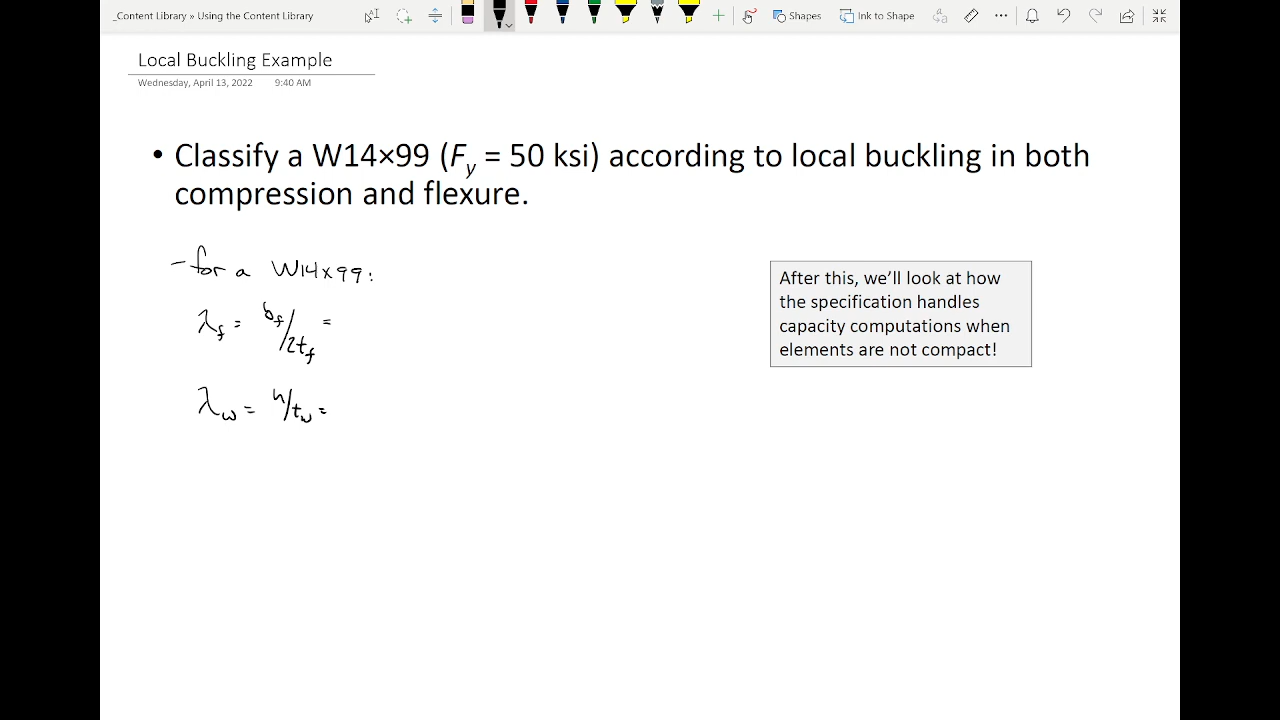 _Content Library » Using the Content Library
Shapes
Ink to Shape
Local Buckling Example
Wednesday, April 13, 2022 9:40 AM
• Classify a W14×99 (Fy = 50 ksi) according to local buckling in both
compression and flexure.
- for a W14×99:
λf = bf/2tf =
λw = h/tw =
After this, we'll look at how
the specification handles
capacity computations when
elements are not compact!